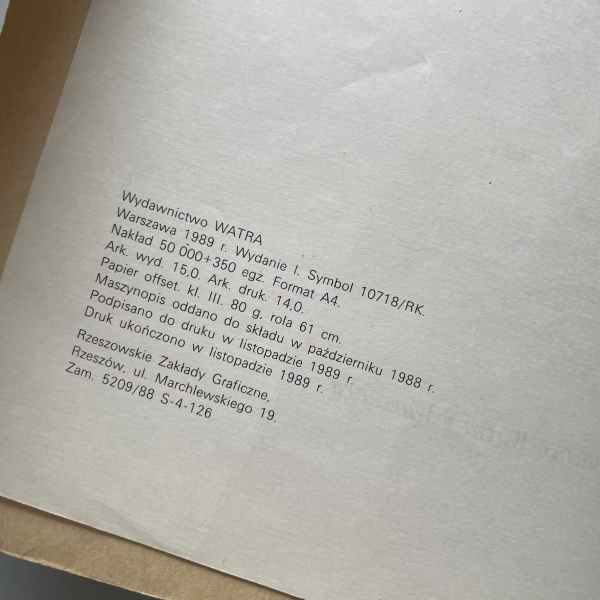 Wydawnictwo WATRA
Warszawa 1989 r. Wydanie I. Symbol 10718/RK.
Nakład 50 000+350 egz. Format A4.
Ark. wyd. 15,0. Ark. druk. 14,0.
Papier offset. kl. III. 80 g. rola 61 cm.
Maszynopis oddano do składu w październiku 1988 r.
Podpisano do druku w listopadzie 1989 r.
Druk ukończono w listopadzie 1989 r.
Rzeszowskie Zakłady Graficzne,
Rzeszów, ul. Marchlewskiego 19.
Zam. 5209/88 S-4-126